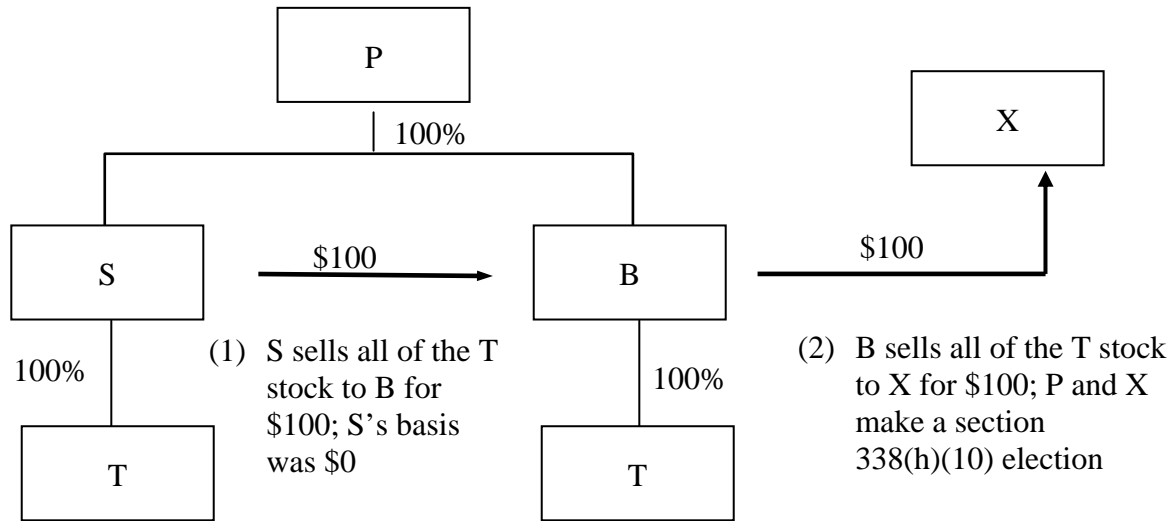 P
X
100%
S
$100
B
$100
100%
(1) S sells all of the T
stock to B for
$100; S's basis
was $0
100%
(2) B sells all of the T stock
to X for $100; P and X
make a section
338(h)(10) election
T
T